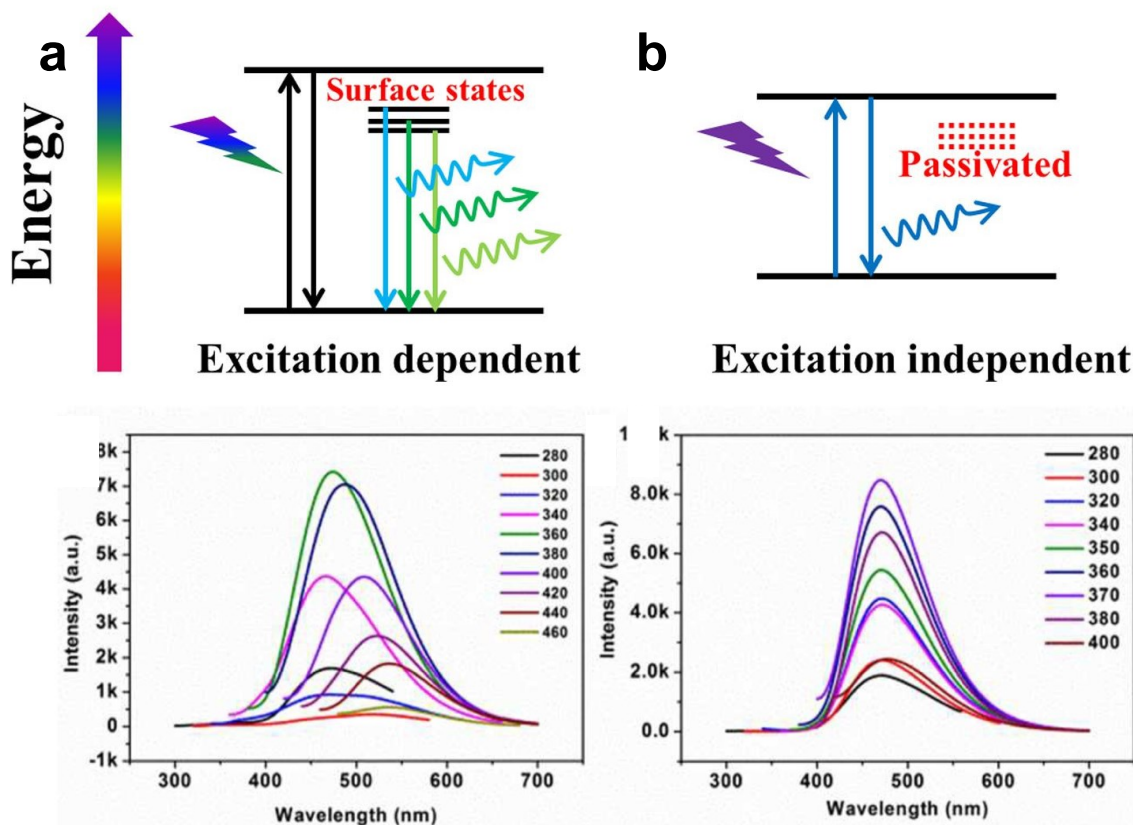 a
b
Energy
Surface states
Passivated
Excitation dependent
Excitation independent
8k
7k
6k
5k
4k
3k
2k
1k
0
-1k
Intensity (a.u.)
280
300
320
340
360
380
400
420
440
460
300
400
500
600
700
Wavelength (nm)
1
k
8.0k
6.0k
4.0k
2.0k
0.0
Intensity (a.u.)
280
300
320
340
350
360
370
380
400
300
400
500
600
700
Wavelength (nm)